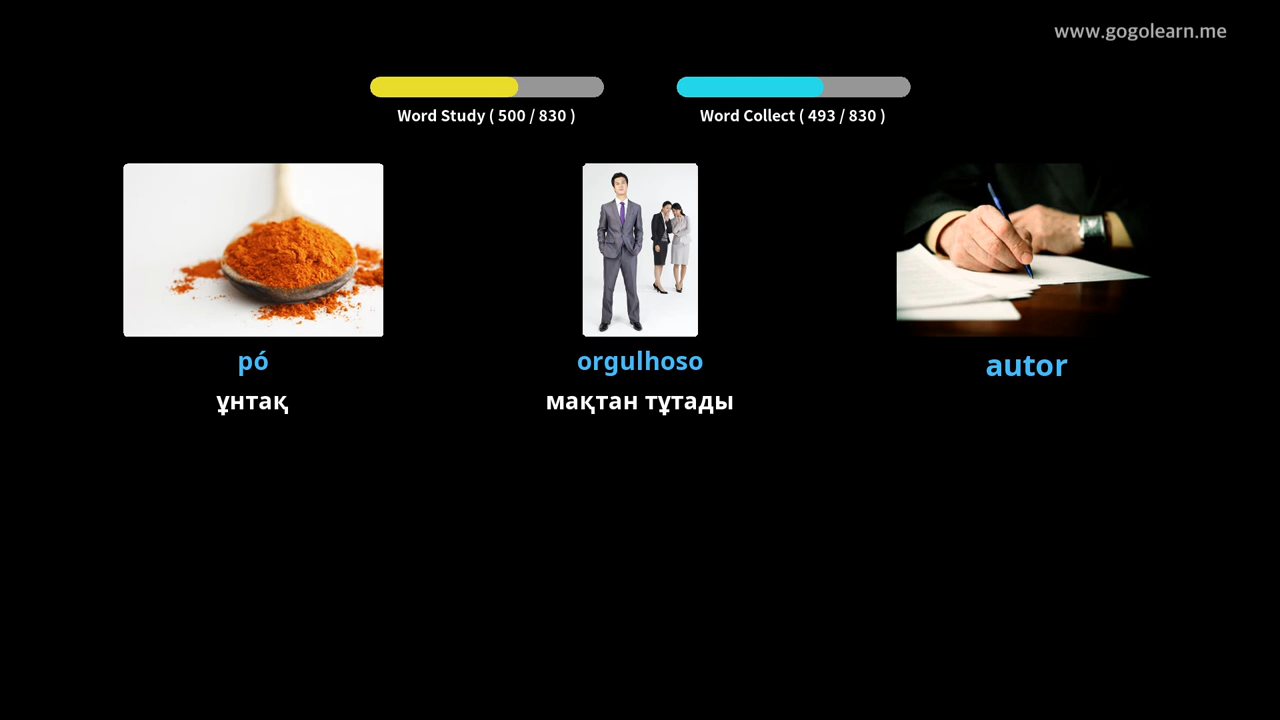 www.gogolearn.me
Word Study ( 500 / 830 )
Word Collect ( 493 / 830 )
pó
ұнтақ
orgulhoso
мақтан тұтады
autor